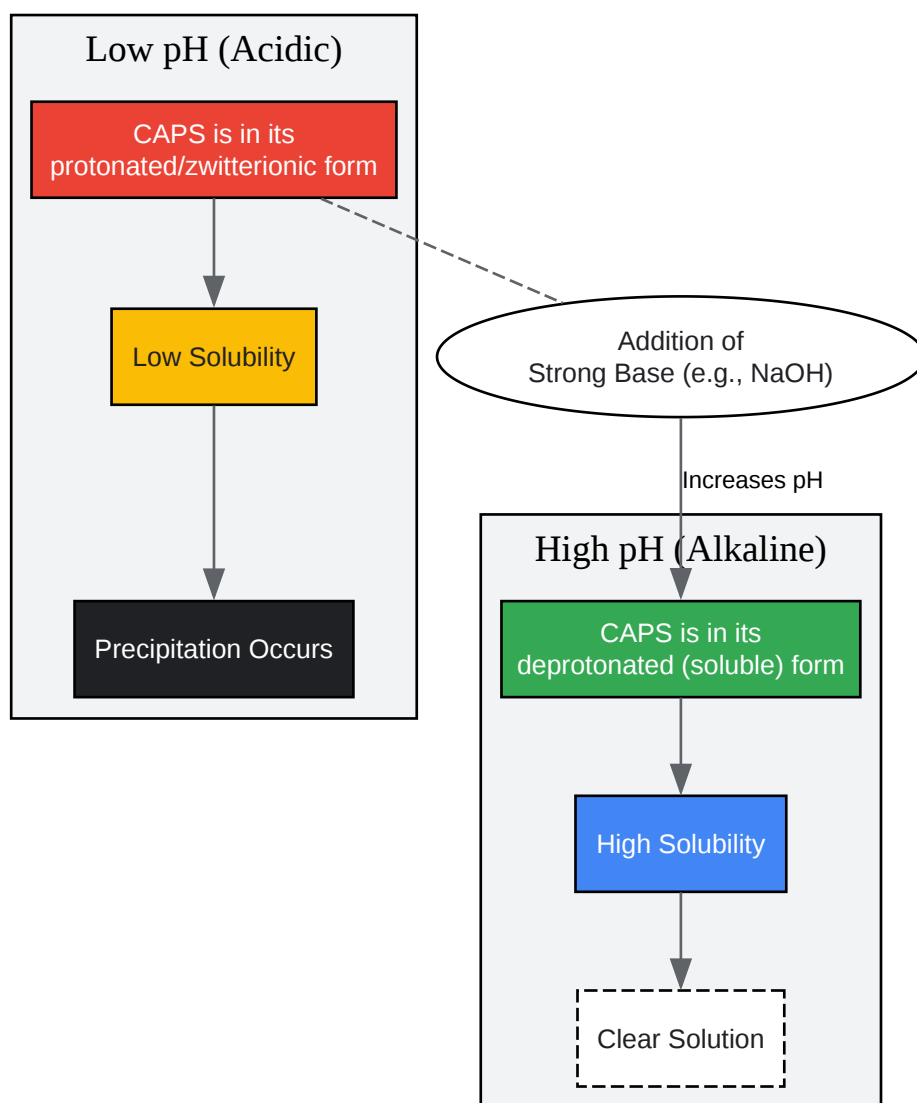 Low pH (Acidic)
CAPS is in its
protonated/zwitterionic form
Low Solubility
Precipitation Occurs
Addition of
Strong Base (e.g., NaOH)
Increases pH
High pH (Alkaline)
CAPS is in its
deprotonated (soluble) form
High Solubility
Clear Solution